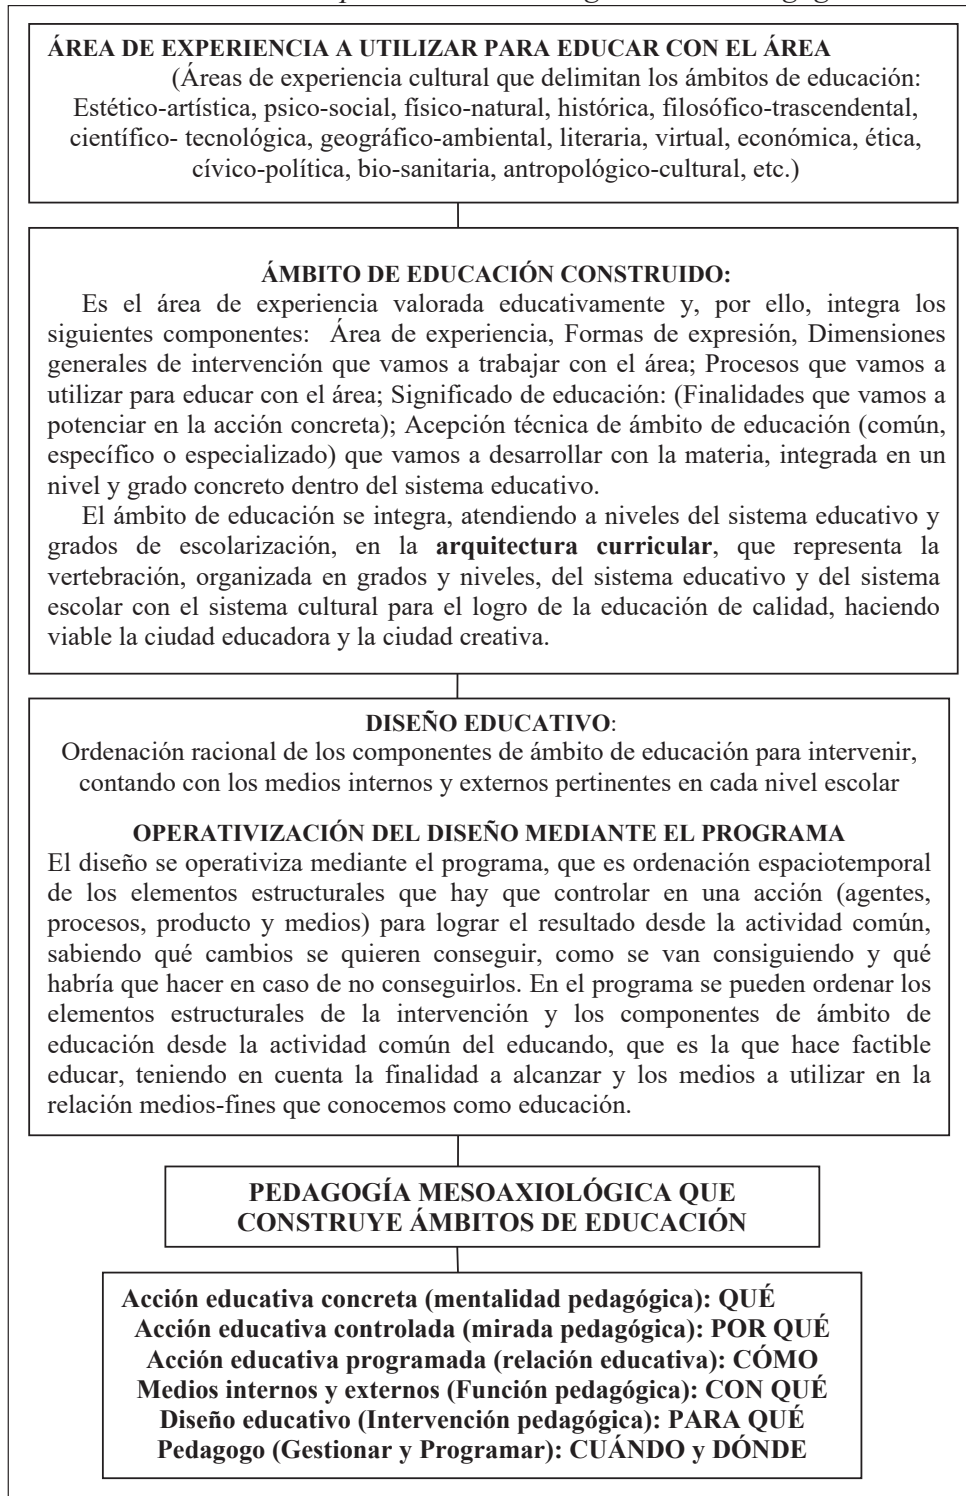 ÁREA DE EXPERIENCIA A UTILIZAR PARA EDUCAR CON EL ÁREA
(Áreas de experiencia cultural que delimitan los ámbitos de educación:
Estético-artística, psico-social, físico-natural, histórica, filosófico-trascendental,
científico- tecnológica, geográfico-ambiental, literaria, virtual, económica, ética,
cívico-política, bio-sanitaria, antropológico-cultural, etc.)
ÁMBITO DE EDUCACIÓN CONSTRUIDO:
Es el área de experiencia valorada educativamente y, por ello, integra los
siguientes componentes: Área de experiencia, Formas de expresión, Dimensiones
generales de intervención que vamos a trabajar con el área; Procesos que vamos a
utilizar para educar con el área; Significado de educación: (Finalidades que vamos a
potenciar en la acción concreta); Acepción técnica de ámbito de educación (común,
específico o especializado) que vamos a desarrollar con la materia, integrada en un
nivel y grado concreto dentro del sistema educativo.
El ámbito de educación se integra, atendiendo a niveles del sistema educativo y
grados de escolarización, en la arquitectura curricular, que representa la
vertebración, organizada en grados y niveles, del sistema educativo y del sistema
escolar con el sistema cultural para el logro de la educación de calidad, haciendo
viable la ciudad educadora y la ciudad creativa.
DISEÑO EDUCATIVO:
Ordenación racional de los componentes de ámbito de educación para intervenir,
contando con los medios internos y externos pertinentes en cada nivel escolar
OPERATIVIZACIÓN DEL DISEÑO MEDIANTE EL PROGRAMA
El diseño se operativiza mediante el programa, que es ordenación espaciotemporal
de los elementos estructurales que hay que controlar en una acción (agentes,
procesos, producto y medios) para lograr el resultado desde la actividad común,
sabiendo qué cambios se quieren conseguir, como se van consiguiendo y qué
habría que hacer en caso de no conseguirlos. En el programa se pueden ordenar los
elementos estructurales de la intervención y los componentes de ámbito de
educación desde la actividad común del educando, que es la que hace factible
educar, teniendo en cuenta la finalidad a alcanzar y los medios a utilizar en la
relación medios-fines que conocemos como educación.
PEDAGOGÍA MESOAXIOLÓGICA QUE
CONSTRUYE ÁMBITOS DE EDUCACIÓN
Acción educativa concreta (mentalidad pedagógica): QUÉ
Acción educativa controlada (mirada pedagógica): POR QUÉ
Acción educativa programada (relación educativa): CÓMO
Medios internos y externos (Función pedagógica): CON QUÉ
Diseño educativo (Intervención pedagógica): PARA QUÉ
Pedagogo (Gestionar y Programar): CUÁNDO y DÓNDE